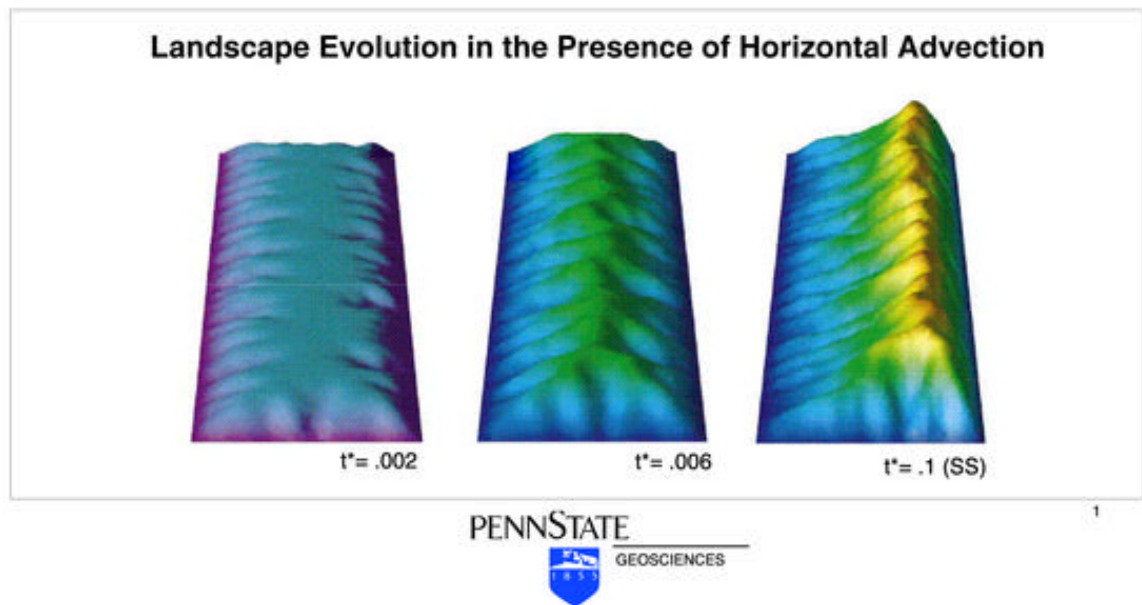 Landscape Evolution in the Presence of Horizontal Advection
t*= .002
t*= .006
t*= .1 (SS)
1
PENNSTATE
1855
GEOSCIENCES